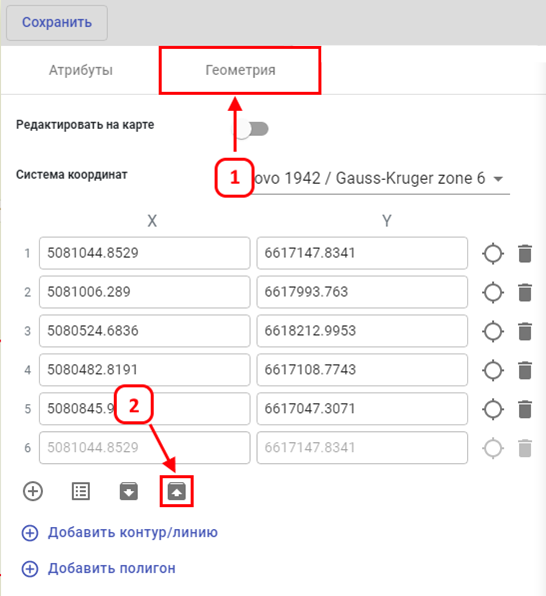 Сохранить
Атрибуты Геометрия
Редактировать на карте
Система координат 1 ovo 1942 / Gauss-Kruger zone 6
X Y
1 5081044.8529 6617147.8341
2 5081006.289 6617993.763
3 5080524.6836 6618212.9953
4 5080482.8191 6617108.7743
5 5080845.9 6617047.3071
2
6 5081044.8529 6617147.8341
Добавить контур/линию
Добавить полигон